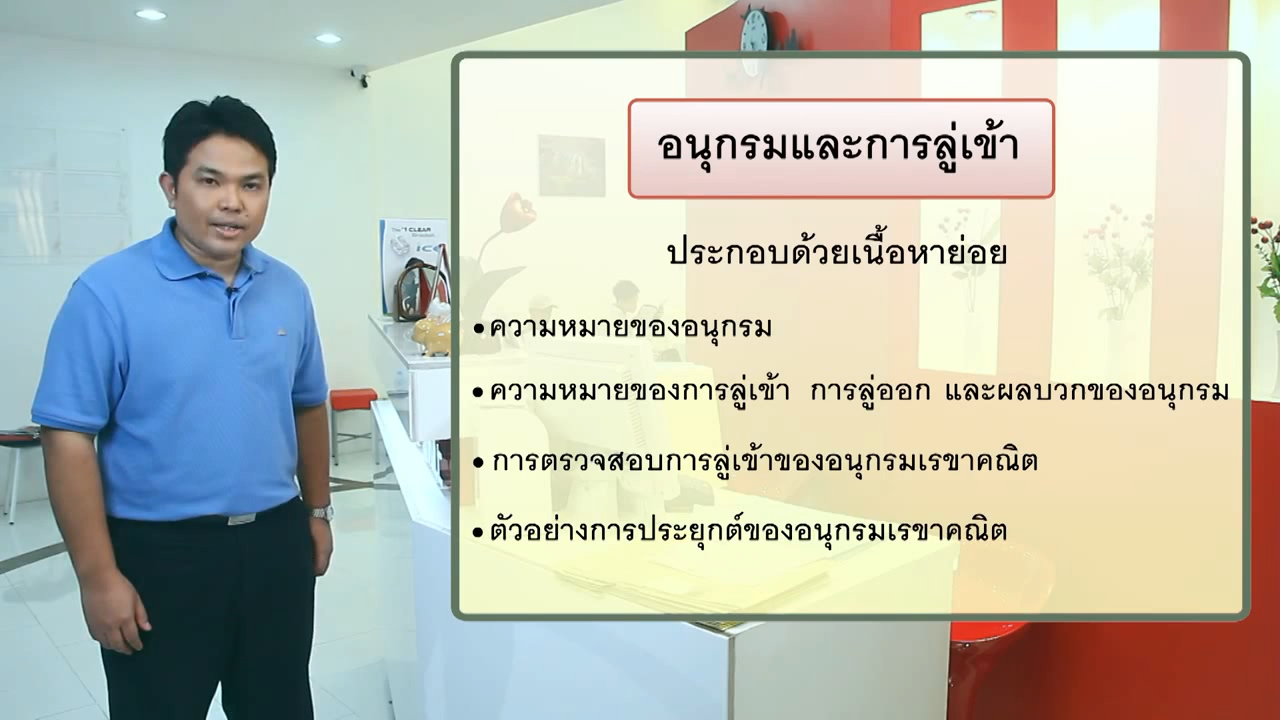 อนุกรมและการลู่เข้า
ประกอบด้วยเนื้อหาย่อย
•ความหมายของอนุกรม
•ความหมายของการลู่เข้า การลู่ออก และผลบวกของอนุกรม
• การตรวจสอบการลู่เข้าของอนุกรมเรขาคณิต
•ตัวอย่างการประยุกต์ของอนุกรมเรขาคณิต